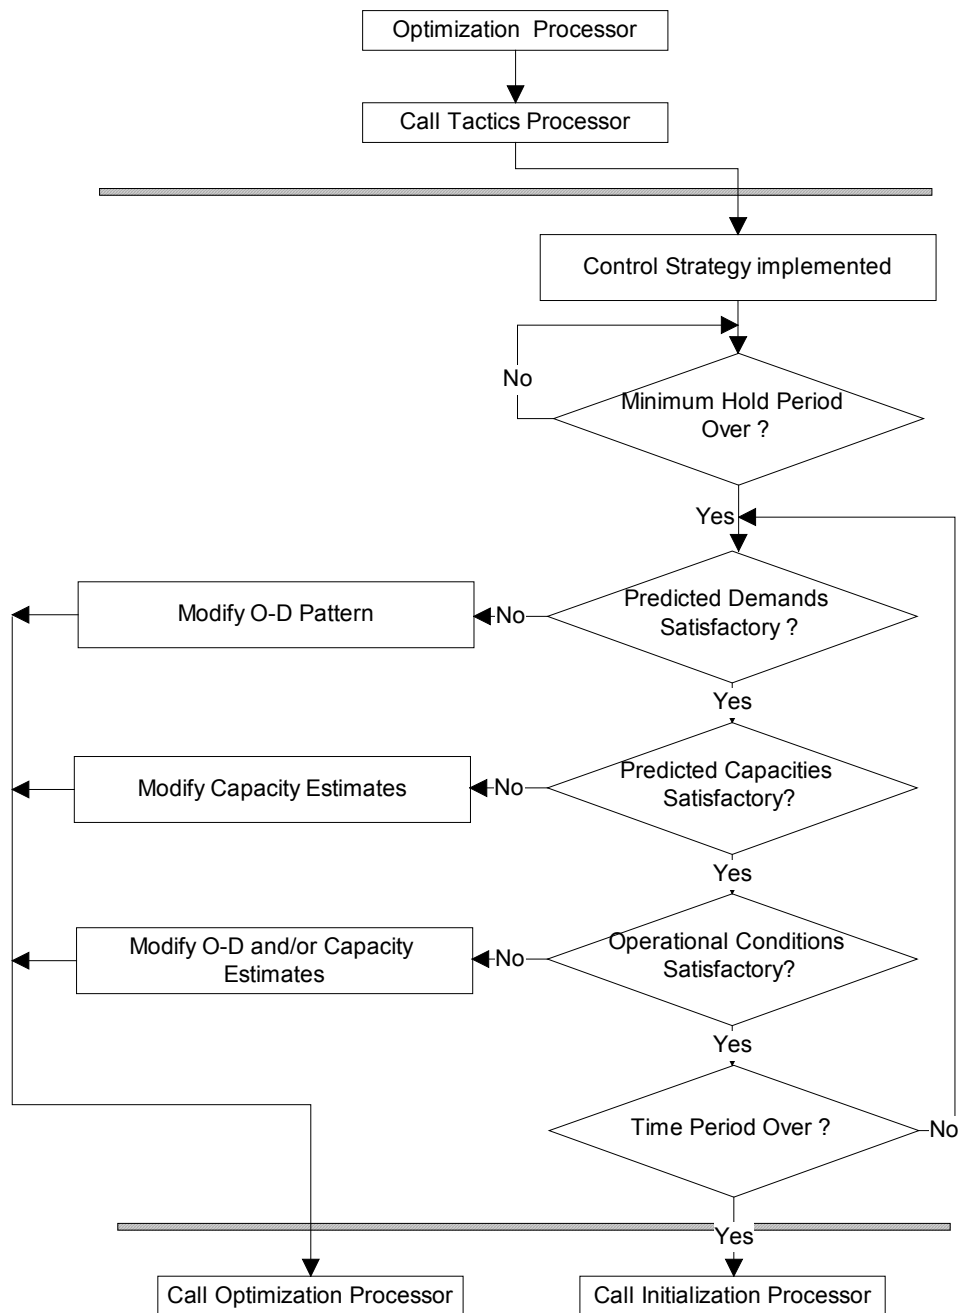 Optimization Processor
Call Tactics Processor
Control Strategy implemented
No
Minimum Hold Period
Over ?
Yes
Modify O-D Pattern
No
Predicted Demands
Satisfactory ?
Yes
Modify Capacity Estimates
No
Predicted Capacities
Satisfactory?
Yes
Modify O-D and/or Capacity
Estimates
No
Operational Conditions
Satisfactory?
Yes
Time Period Over ?
No
Yes
Call Optimization Processor
Call Initialization Processor